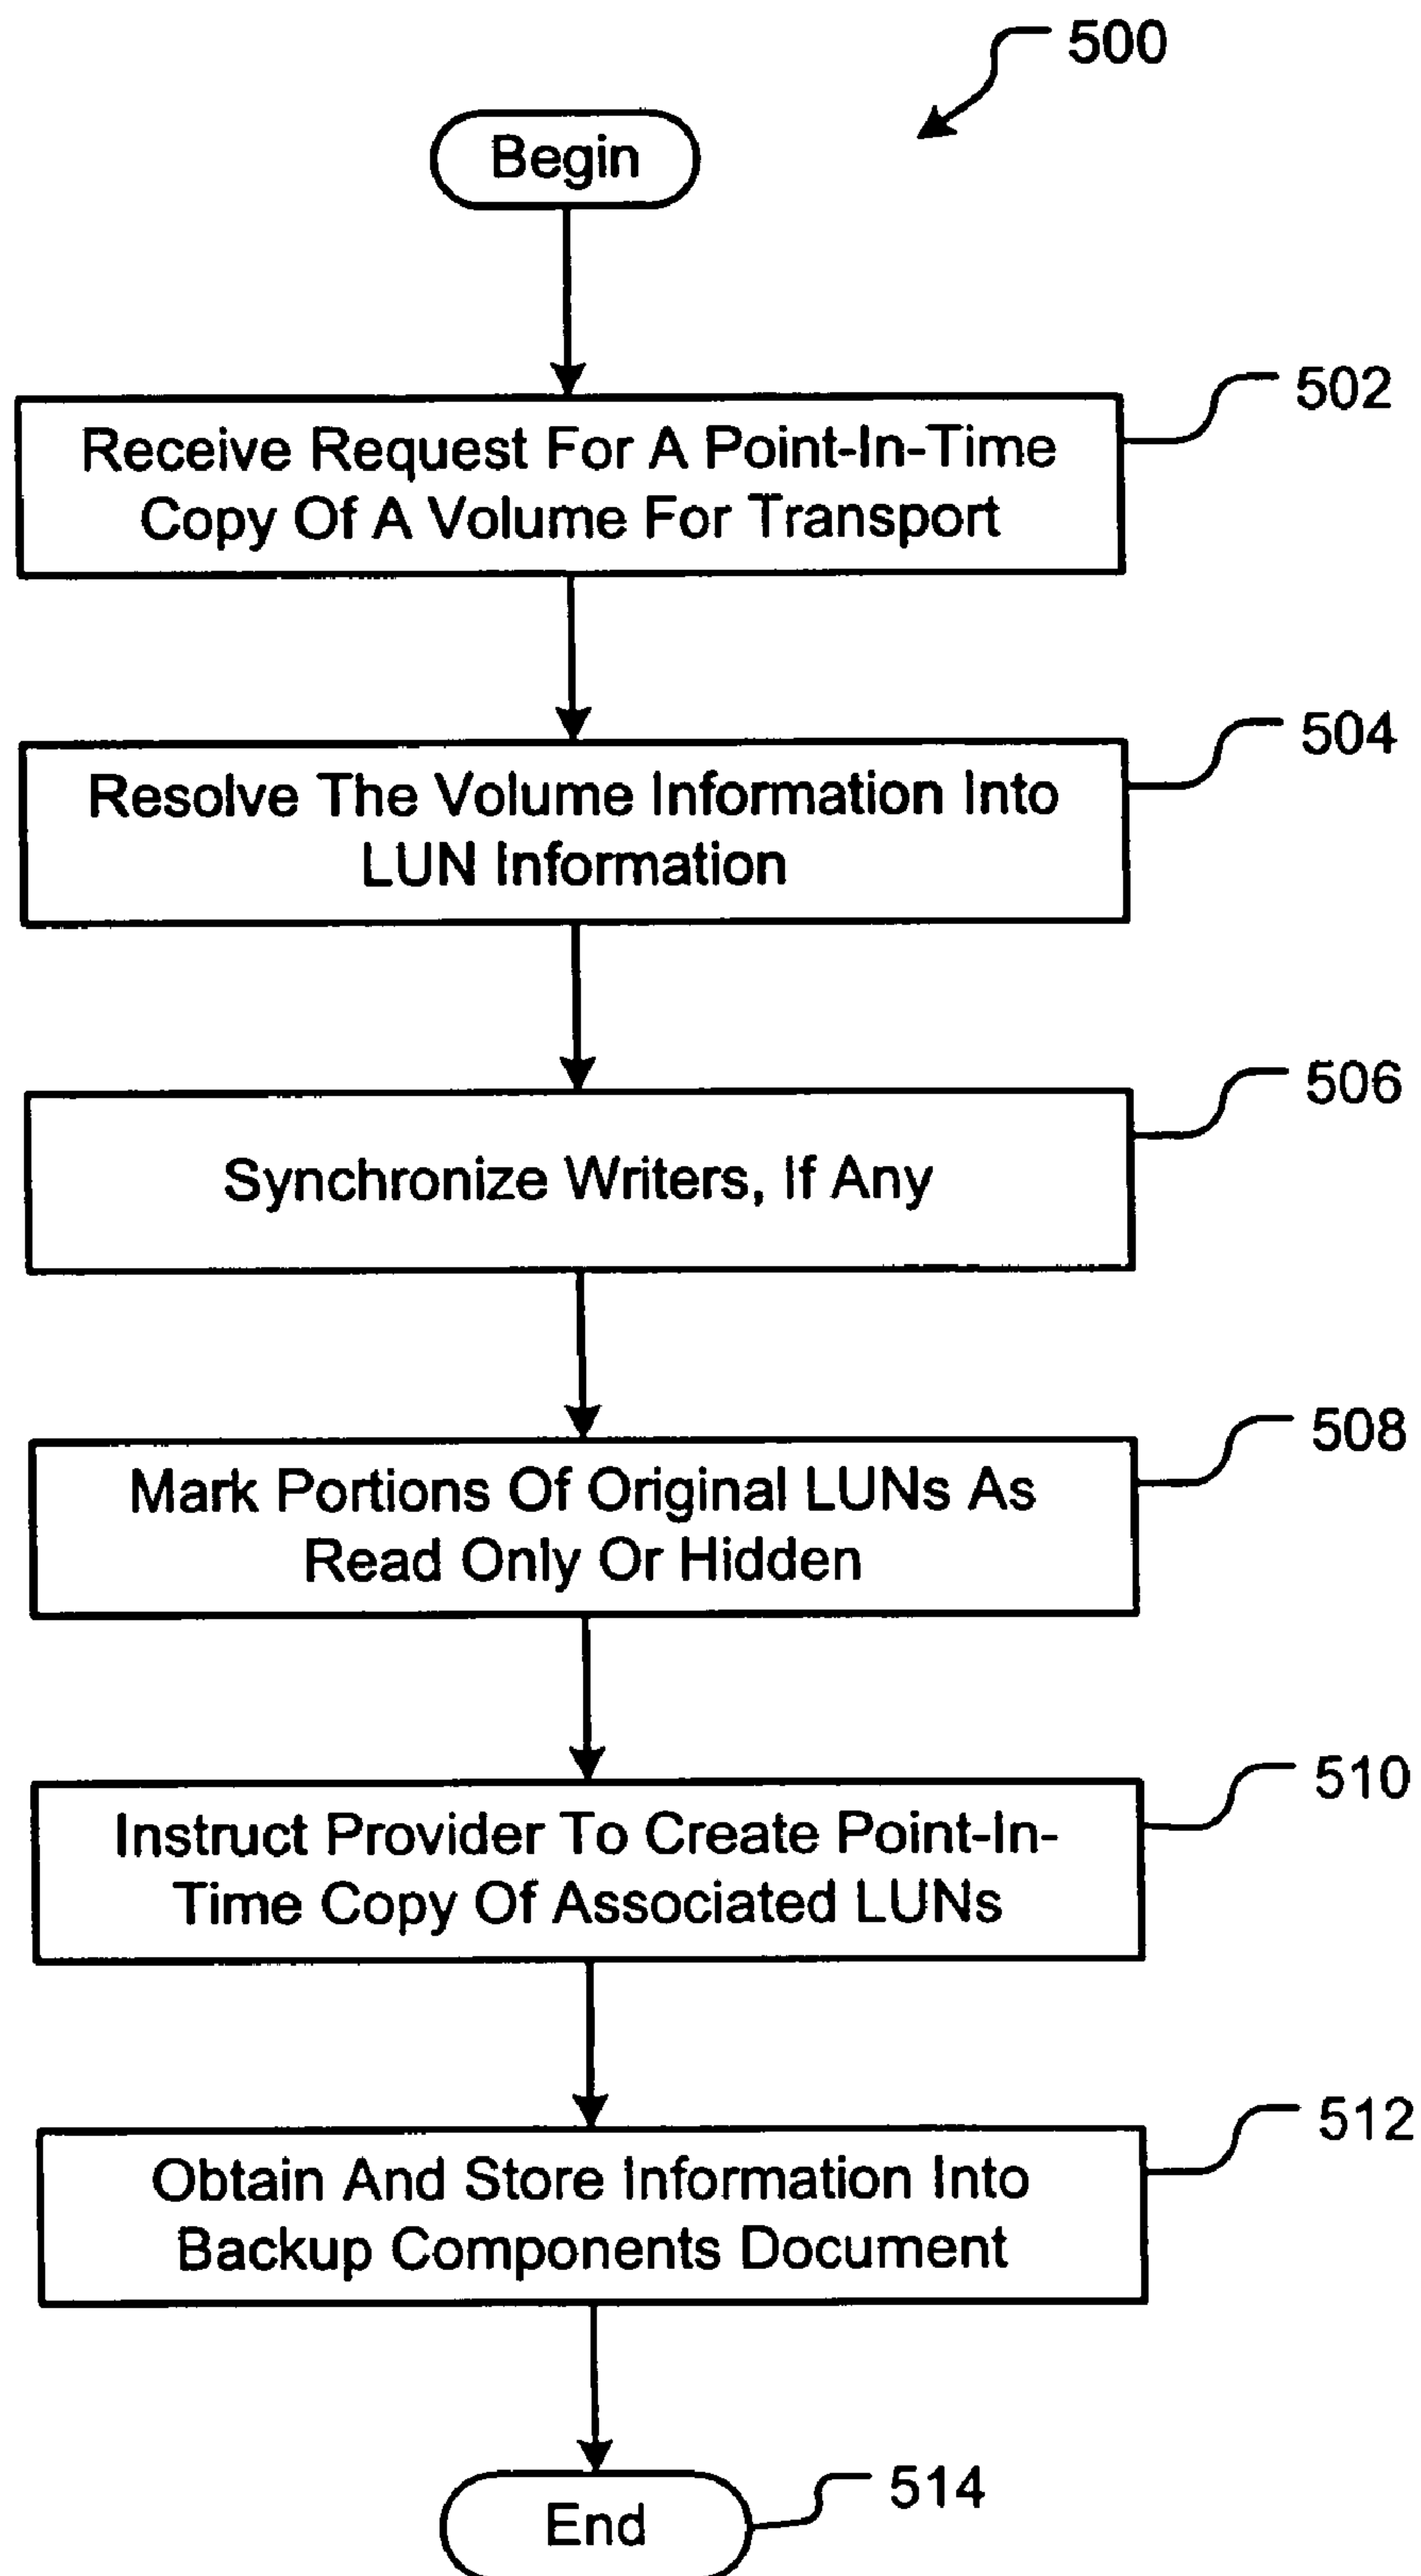 500
Begin
502
Receive Request For A Point-In-Time
Copy Of A Volume For Transport
504
Resolve The Volume Information Into
LUN Information
506
Synchronize Writers, If Any
508
Mark Portions Of Original LUNs As
Read Only Or Hidden
510
Instruct Provider To Create Point-In-
Time Copy Of Associated LUNs
512
Obtain And Store Information Into
Backup Components Document
514
End